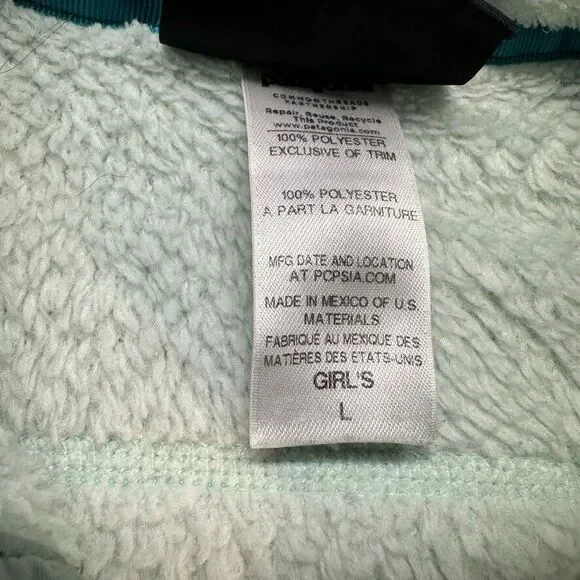 COMMONTHREADS
PARTNERSHIP
Repair, Reuse, Recycle
This Product
www.patagonia.com
100% POLYESTER
EXCLUSIVE OF TRIM
100% POLYESTER
A PART LA GARNITURE
MFG DATE AND LOCATION
AT PCPSIA.COM
MADE IN MEXICO OF U.S.
MATERIALS
FABRIQUÉ AU MEXIQUE DES
MATIÈRES DES ETATS-UNIS
GIRL'S
L